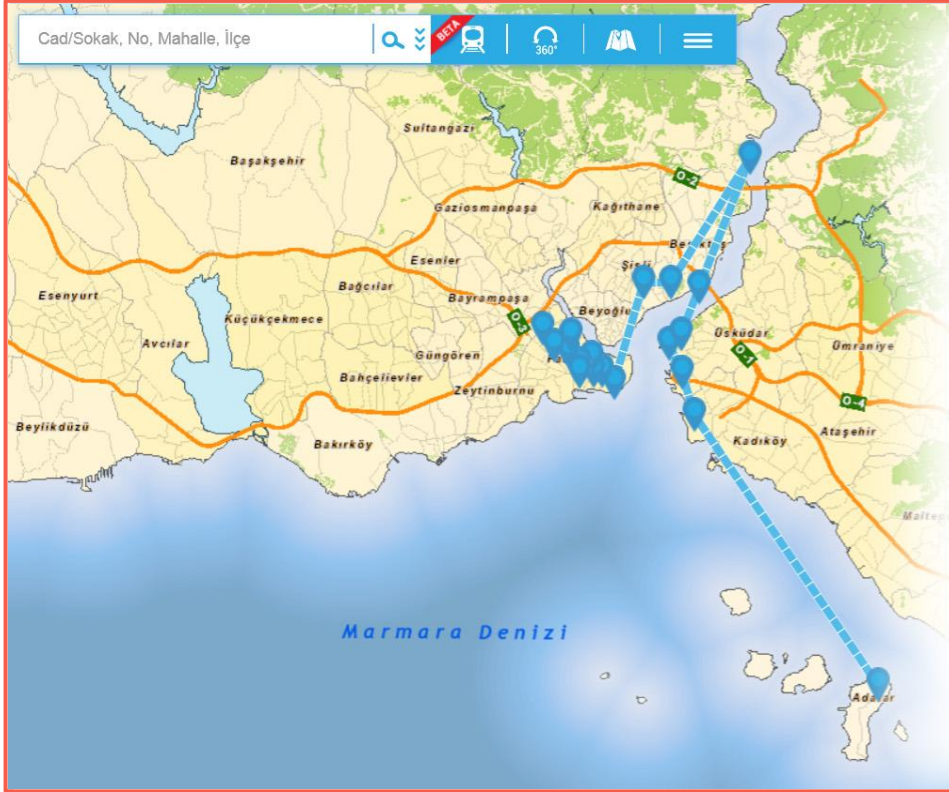 Cad/Sokak, No, Mahalle, İlçe
BETA
360°
Sultangazi
Başakşehir
O-2
Gaziosmanpaşa
Kağıthane
Beşiktaş
Esenler
Şişli
Bağcılar
Esenyurt
Bayrampaşa
Beyoğlu
Küçükçekmece
O-3
Üsküdar
Avcılar
Ümraniye
Güngören
O-1
Bahçelievler
Zeytinburnu
O-4
Beylikdüzü
Bakırköy
Kadıköy
Ataşehir
Marmara Denizi
Adalar